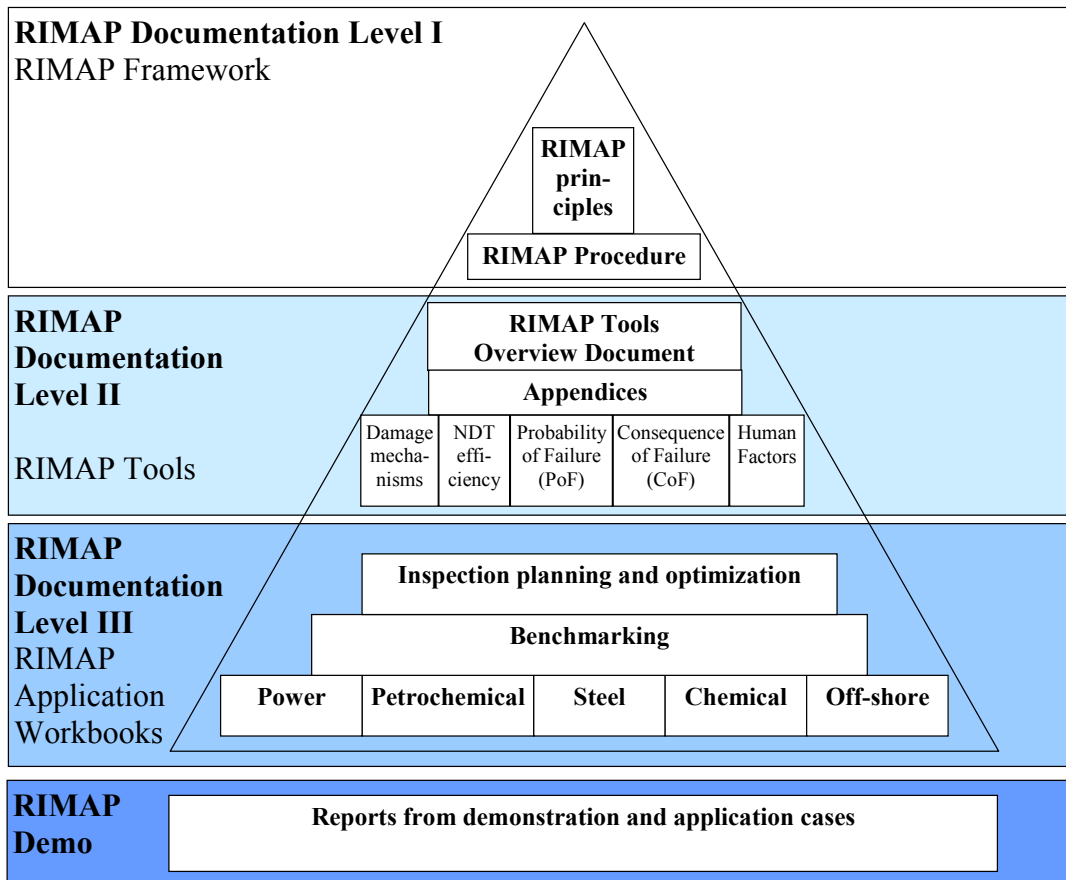 RIMAP Documentation Level I
RIMAP Framework
RIMAP
prin-
ciples
RIMAP Procedure
RIMAP
Documentation
Level II
RIMAP Tools
RIMAP Tools
Overview Document
Appendices
Damage
mecha-
nisms
NDT
effi-
ciency
Probability
of Failure
(PoF)
Consequence
of Failure
(CoF)
Human
Factors
RIMAP
Documentation
Level III
RIMAP
Application
Workbooks
Inspection planning and optimization
Benchmarking
Power
Petrochemical
Steel
Chemical
Off-shore
RIMAP
Demo
Reports from demonstration and application cases